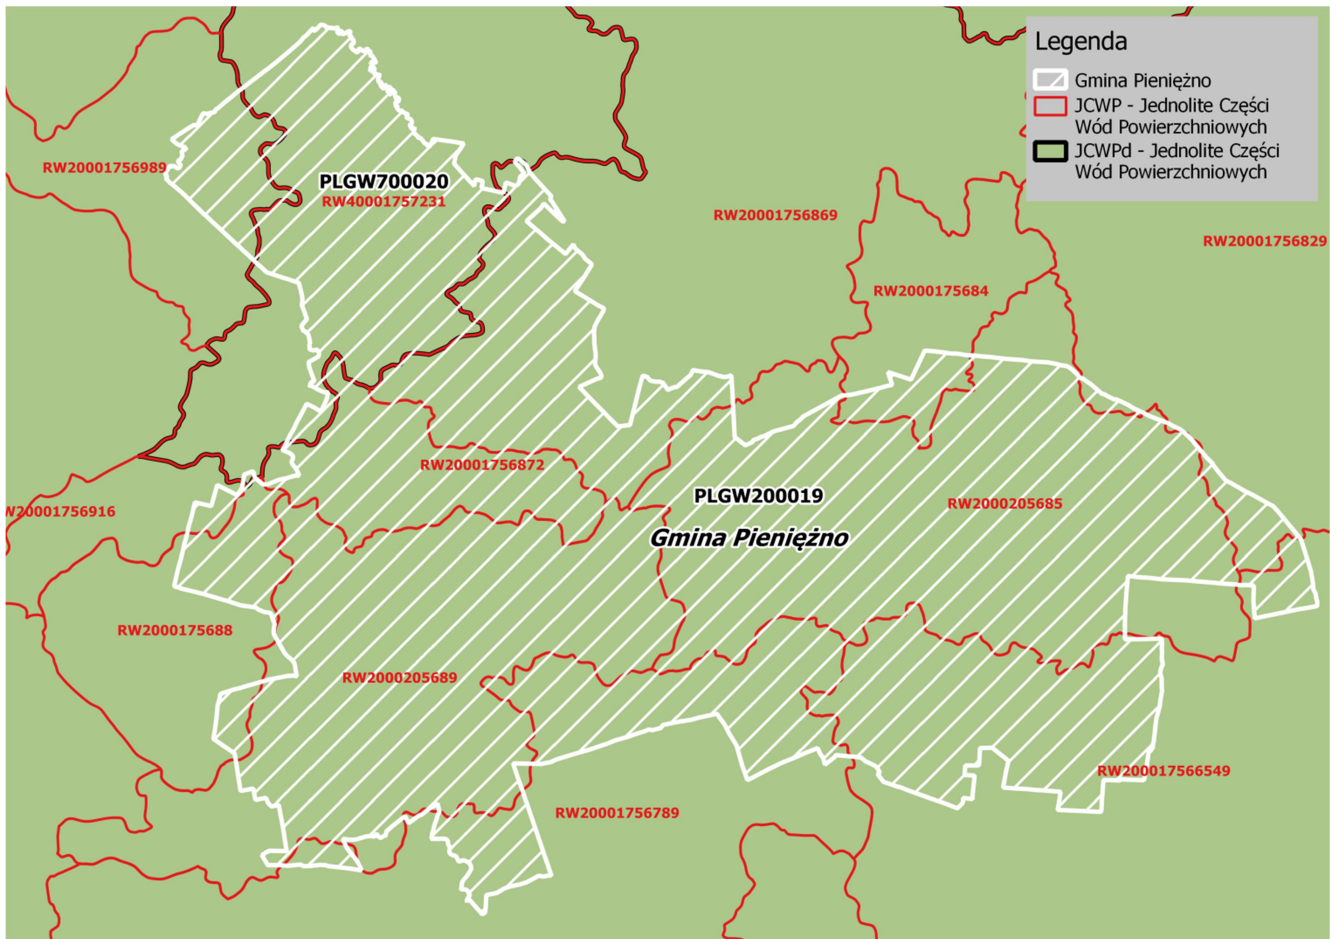 Legenda
Gmina Pieniężno
JCWP - Jednolite Części
Wód Powierzchniowych
JCWPd - Jednolite Części
Wód Powierzchniowych
RW20001756989
PLGW700020
RW40001757231
RW20001756869
RW20001756829
RW2000175684
RW20001756872
PLGW200019
RW2000205685
W20001756916
Gmina Pieniężno
RW2000175688
RW2000205689
RW200017566549
RW20001756789